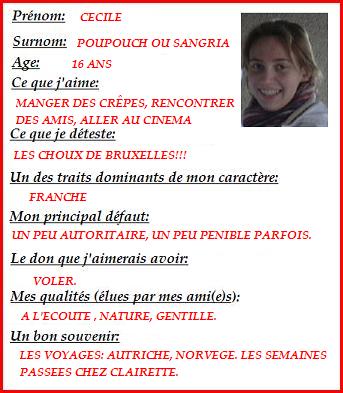 Prénom: CECILE
Surnom: POUPOUCH OU SANGRIA
Age: 16 ANS
Ce que j'aime:
MANGER DES CRÊPES, RENCONTRER
DES AMIS, ALLER AU CINEMA
Ce que je déteste:
LES CHOUX DE BRUXELLES!!!
Un des traits dominants de mon caractère:
FRANCHE
Mon principal défaut:
UN PEU AUTORITAIRE, UN PEU PENIBLE PARFOIS.
Le don que j'aimerais avoir:
VOLER.
Mes qualités (élues par mes ami(e)s):
A L'ECOUTE , NATURE, GENTILLE.
Un bon souvenir:
LES VOYAGES: AUTRICHE, NORVEGE. LES SEMAINES
PASSEES CHEZ CLAIRETTE.